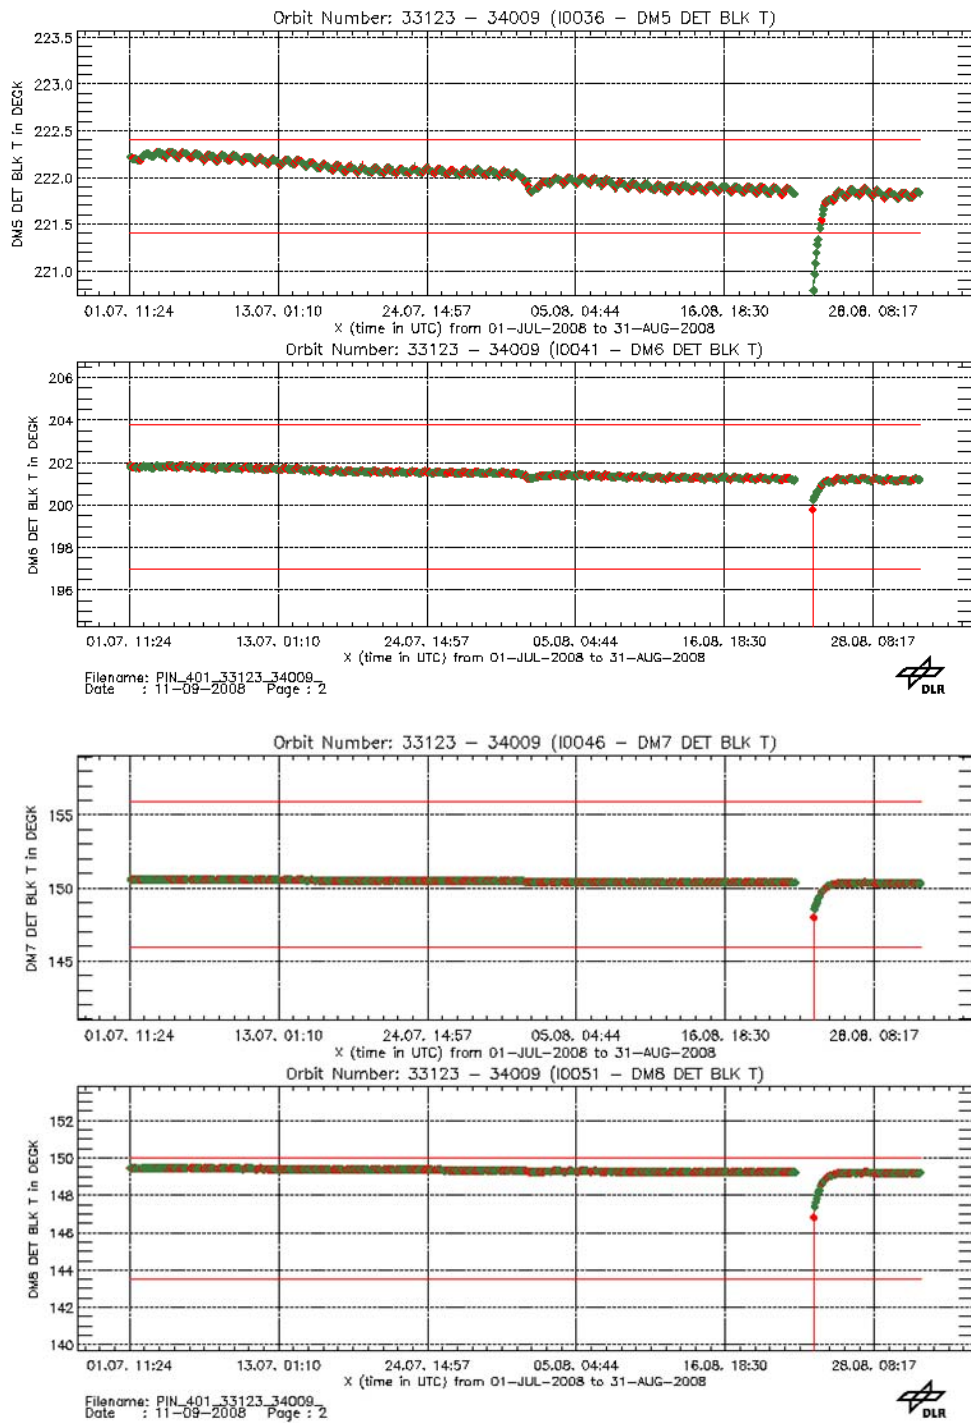 Orbit Number: 33123 – 34009 (I0036 – DM5 DET BLK T)
DM5 DET BLK T in DEGK
223.5
223.0
222.5
222.0
221.5
221.0
01.07. 11:24 13.07. 01:10 24.07. 14:57 05.08. 04:44 16.08. 18:30 28.08. 08:17
X (time in UTC) from 01–JUL–2008 to 31–AUG–2008
Orbit Number: 33123 – 34009 (I0041 – DM6 DET BLK T)
DM6 DET BLK T in DEGK
206
204
202
200
198
196
01.07. 11:24 13.07. 01:10 24.07. 14:57 05.08. 04:44 16.08. 18:30 28.08. 08:17
X (time in UTC) from 01–JUL–2008 to 31–AUG–2008
Filename: PIN_401_33123_34009_
Date : 11–09–2008 Page : 2
DLR
Orbit Number: 33123 – 34009 (I0046 – DM7 DET BLK T)
DM7 DET BLK T in DEGK
155
150
145
01.07. 11:24 13.07. 01:10 24.07. 14:57 05.08. 04:44 16.08. 18:30 28.08. 08:17
X (time in UTC) from 01–JUL–2008 to 31–AUG–2008
Orbit Number: 33123 – 34009 (I0051 – DM8 DET BLK T)
DM8 DET BLK T in DEGK
152
150
148
146
144
142
140
01.07. 11:24 13.07. 01:10 24.07. 14:57 05.08. 04:44 16.08. 18:30 28.08. 08:17
X (time in UTC) from 01–JUL–2008 to 31–AUG–2008
Filename: PIN_401_33123_34009_
Date : 11–09–2008 Page : 2
DLR